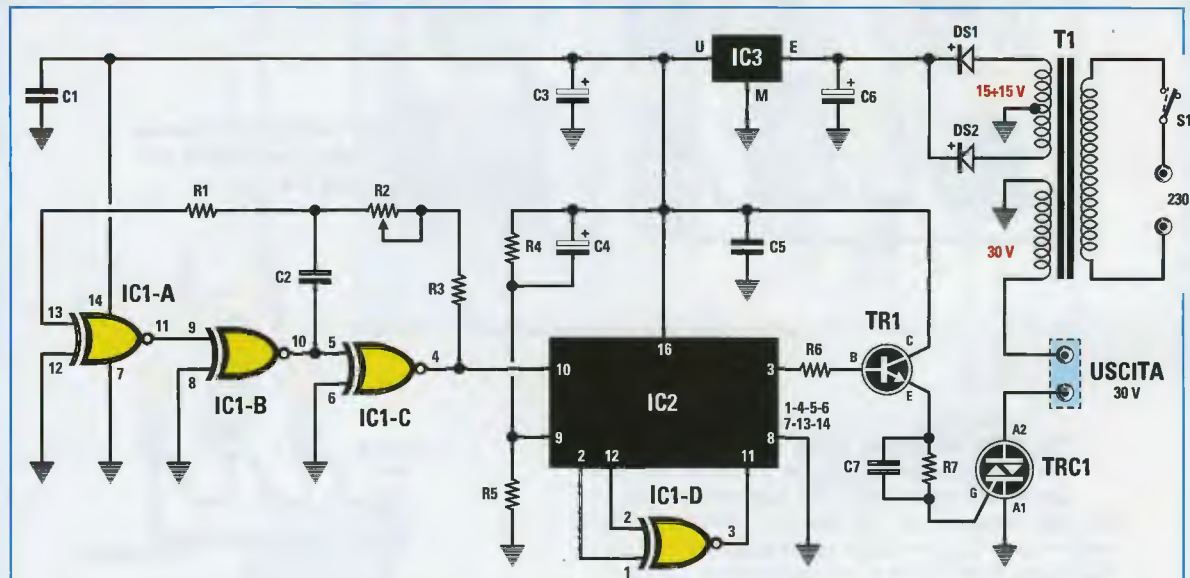 C1
C3
U
IC3
E
M
C6
DS1
DS2
15+15 V
T1
S1
230
30 V
R1
R2
C2
R3
R4
C4
C5
IC1-A
13
14
12
7
11
IC1-B
9
8
10
IC1-C
5
6
4
R5
10
9
16
IC2
3
8
2
12
11
1-4-5-6
7-13-14
IC1-D
2
1
3
R6
TR1
B
C
E
C7
R7
USCITA
30 V
A2
G
A1
TRC1